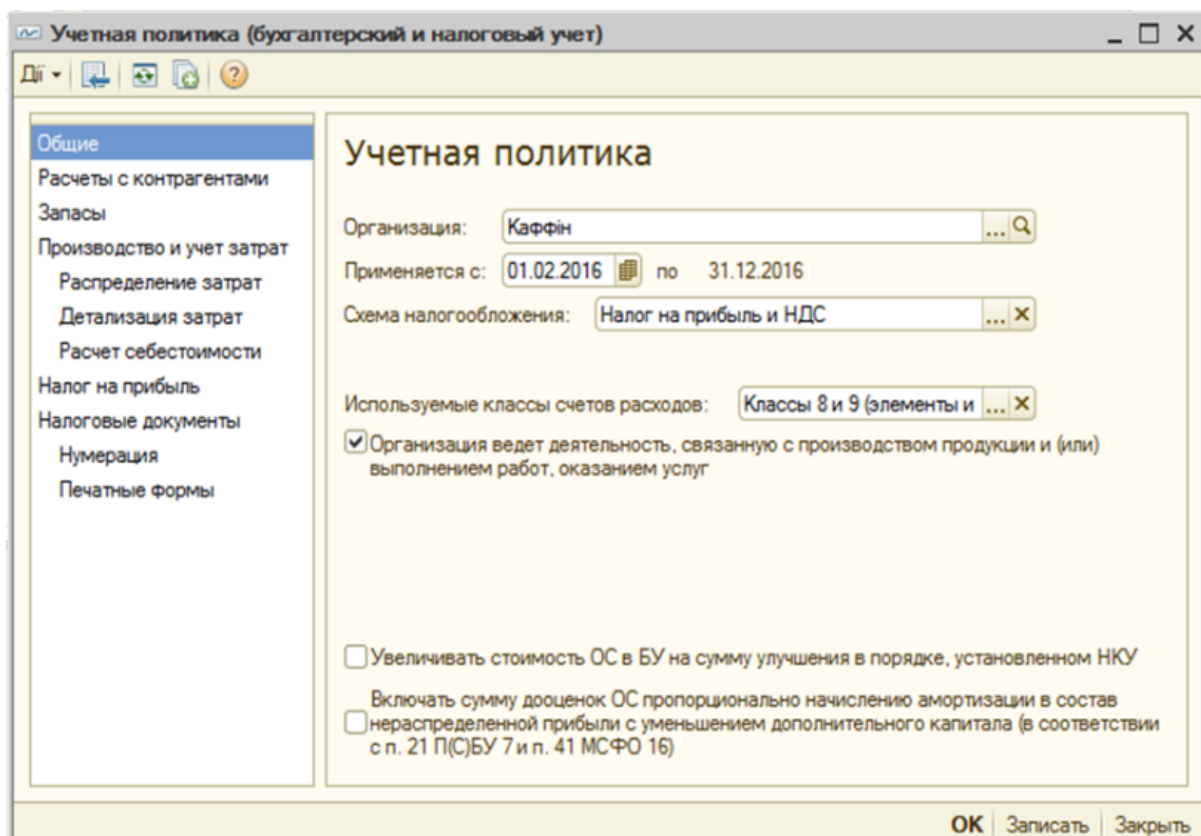 Учетная политика (бухгалтерский и налоговый учет)
Дії
Общие
Расчеты с контрагентами
Запасы
Производство и учет затрат
Распределение затрат
Детализация затрат
Расчет себестоимости
Налог на прибыль
Налоговые документы
Нумерация
Печатные формы
Учетная политика
Организация: Каффін ...
Применяется с: 01.02.2016 по 31.12.2016
Схема налогообложения: Налог на прибыль и НДС ...
Используемые классы счетов расходов: Классы 8 и 9 (элементы и ...
Организация ведет деятельность, связанную с производством продукции и (или)
выполнением работ, оказанием услуг
Увеличивать стоимость ОС в БУ на сумму улучшения в порядке, установленном НКУ
Включать сумму дооценок ОС пропорционально начислению амортизации в состав
нераспределенной прибыли с уменьшением дополнительного капитала (в соответствии
с п. 21 П(С)БУ 7 и п. 41 МСФО 16)
OK Записать Закрыть